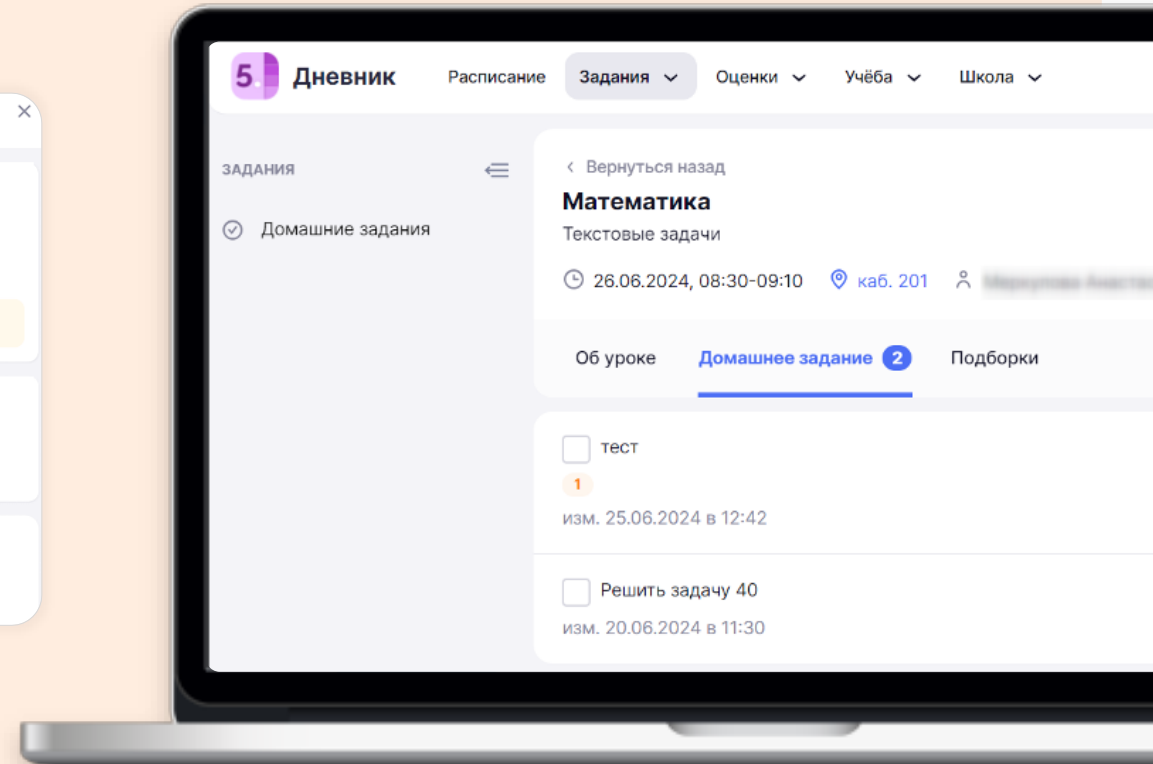 5. Дневник Расписание Задания Оценки Учёба Школа
ЗАДАНИЯ
Домашние задания
Вернуться назад
Математика
Текстовые задачи
26.06.2024, 08:30-09:10 каб. 201
Об уроке Домашнее задание 2 Подборки
тест
1
изм. 25.06.2024 в 12:42
Решить задачу 40
изм. 20.06.2024 в 11:30